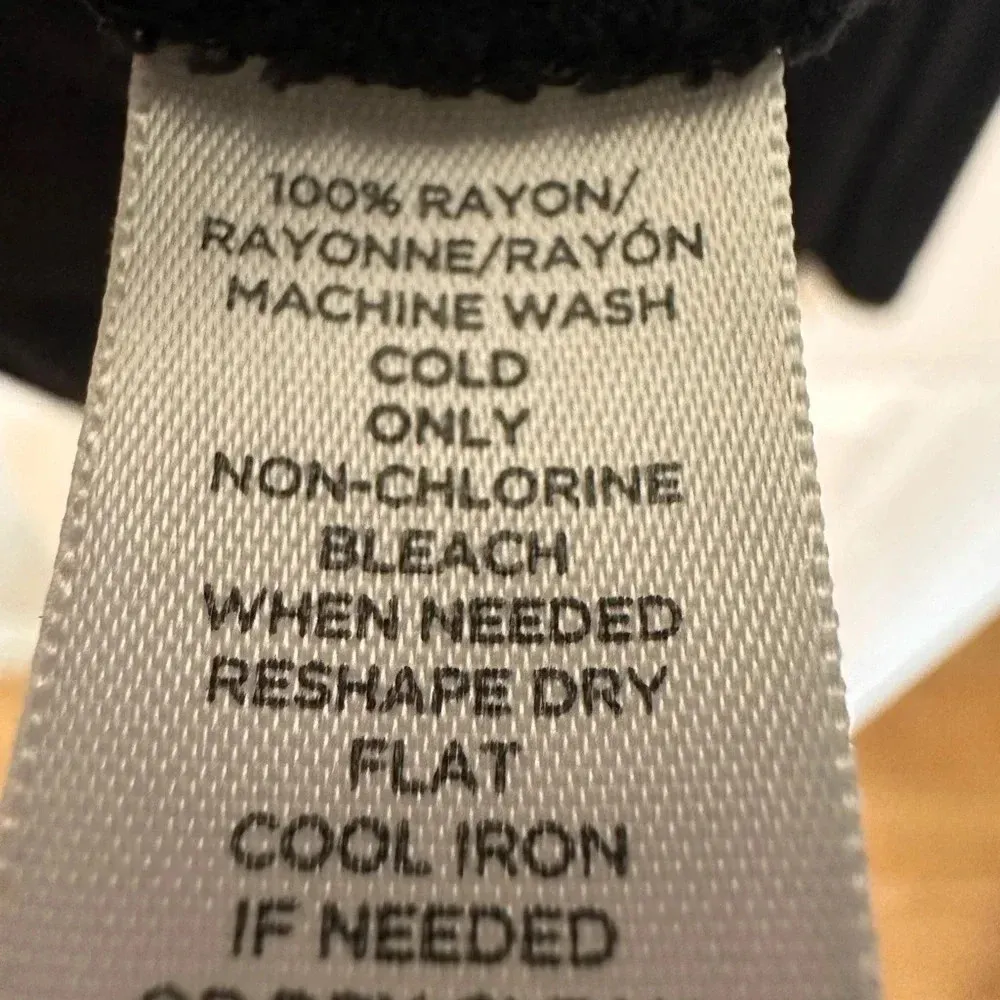 100% RAYON/
RAYONNE/RAYÓN
MACHINE WASH
COLD
ONLY
NON-CHLORINE
BLEACH
WHEN NEEDED
RESHAPE DRY
FLAT
COOL IRON
IF NEEDED